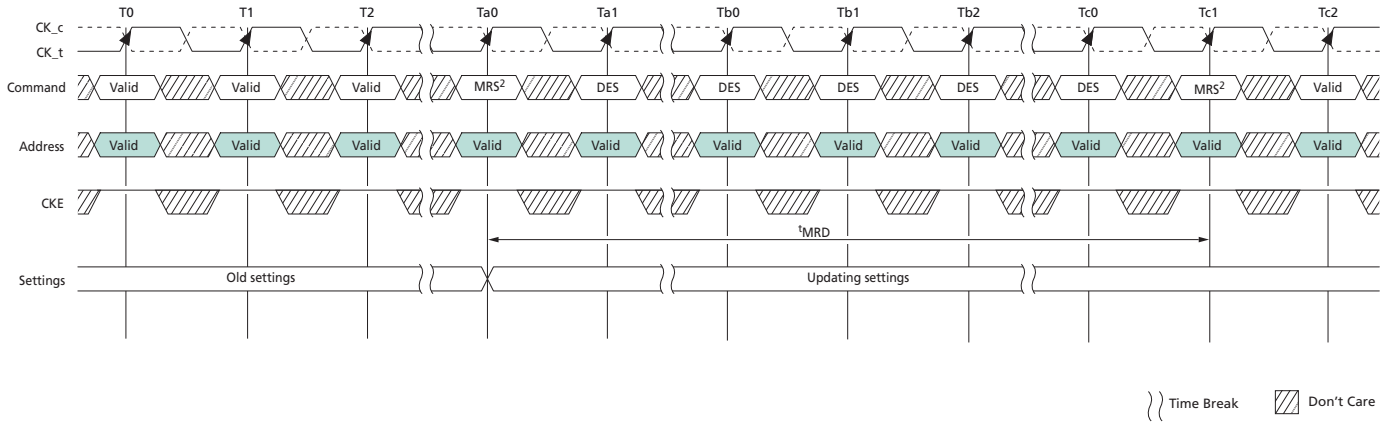 T0 T1 T2 Ta0 Ta1 Tb0 Tb1 Tb2 Tc0 Tc1 Tc2
CK_c
CK_t
Command Valid Valid Valid MRS² DES DES DES DES DES MRS² Valid
Address Valid Valid Valid Valid Valid Valid Valid Valid Valid Valid Valid
CKE
ᵗMRD
Settings Old settings Updating settings
Time Break Don't Care